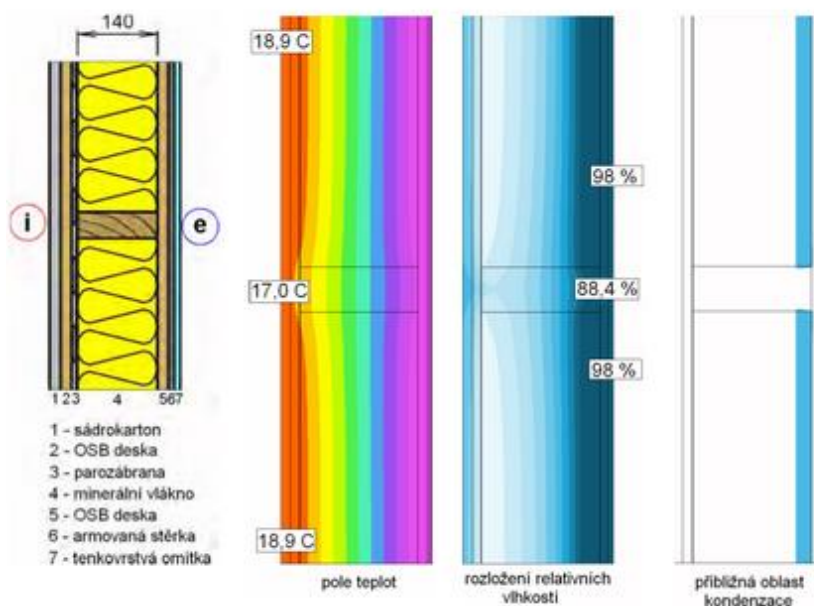 140
i
e
1 2 3 4 5 6 7
1 - sádrokarton
2 - OSB deska
3 - parozábrana
4 - minerální vlákno
5 - OSB deska
6 - armovaná stěrka
7 - tenkovrstvá omítka
18,9 C
17,0 C
18,9 C
pole teplot
98 %
88,4 %
98 %
rozložení relativních
vlhkostí
přibližná oblast
kondenzace